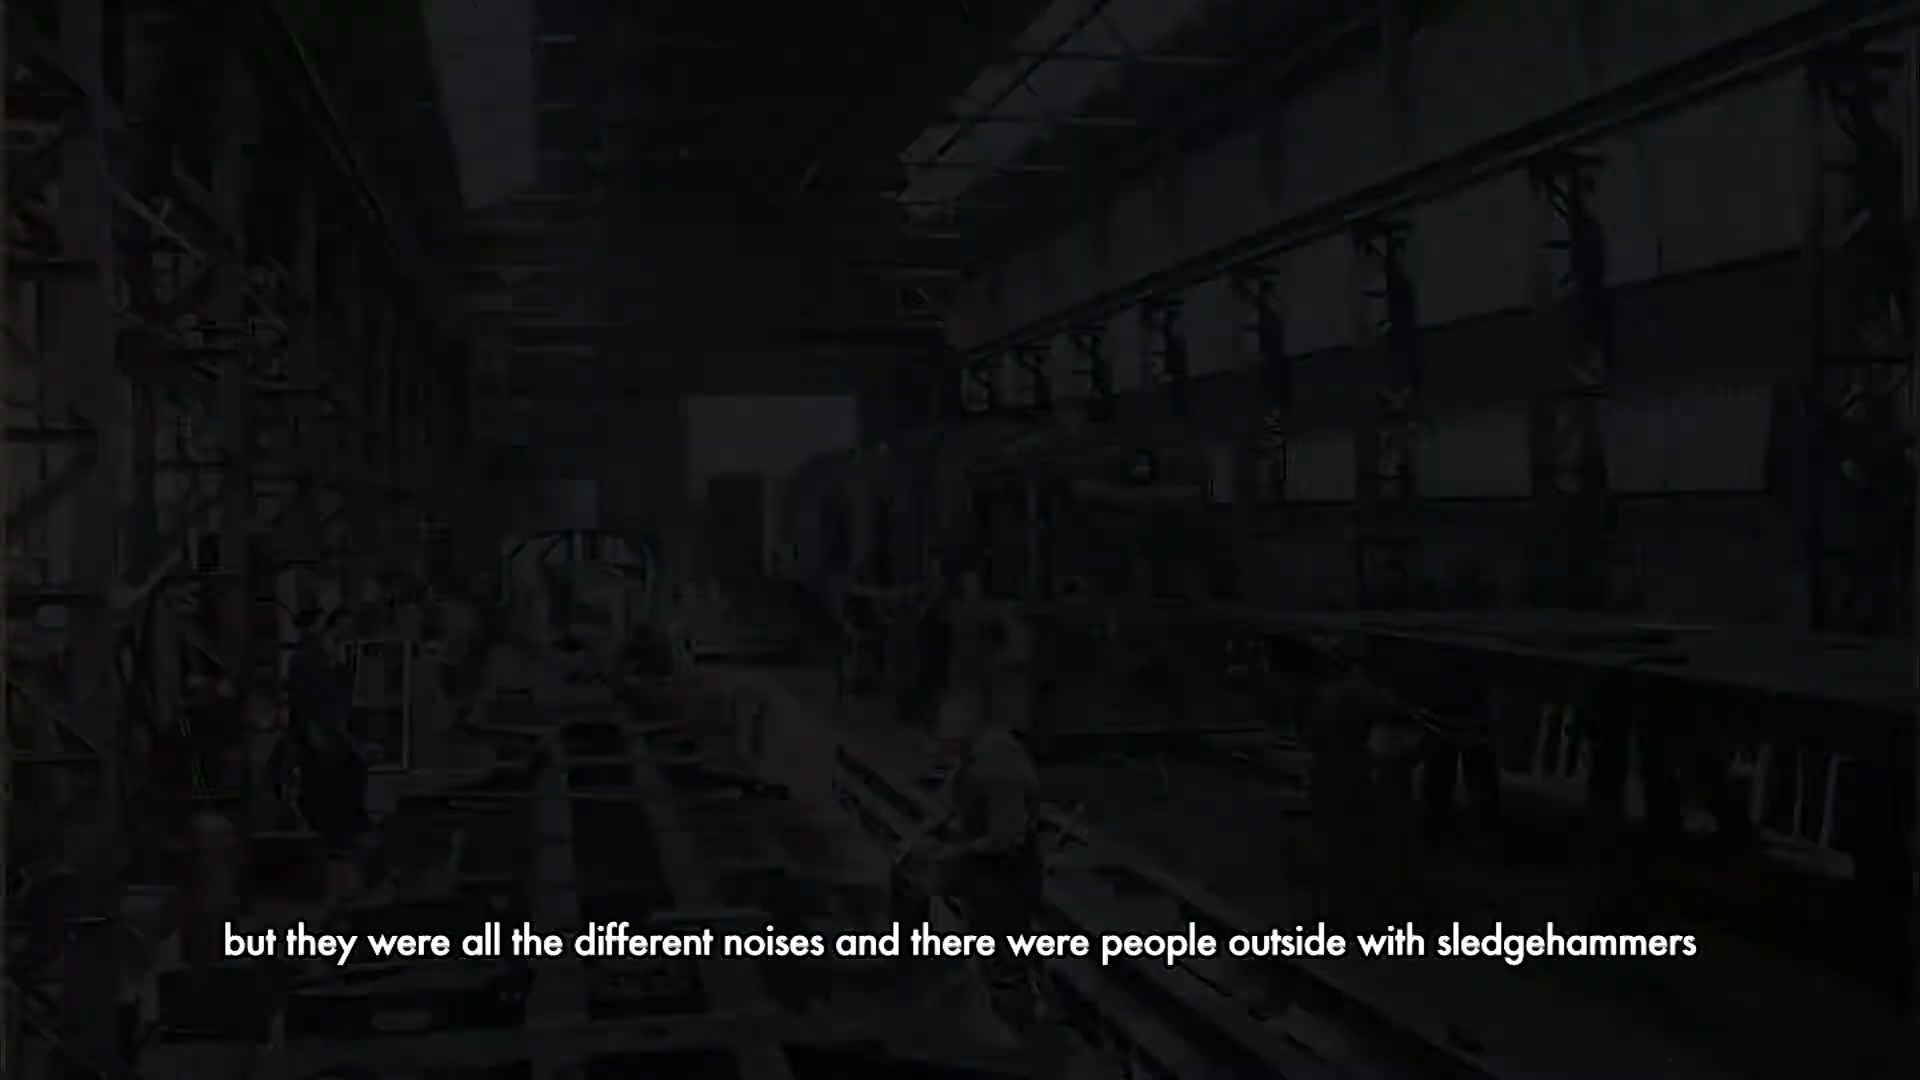 but they were all the different noises and there were people outside with sledgehammers